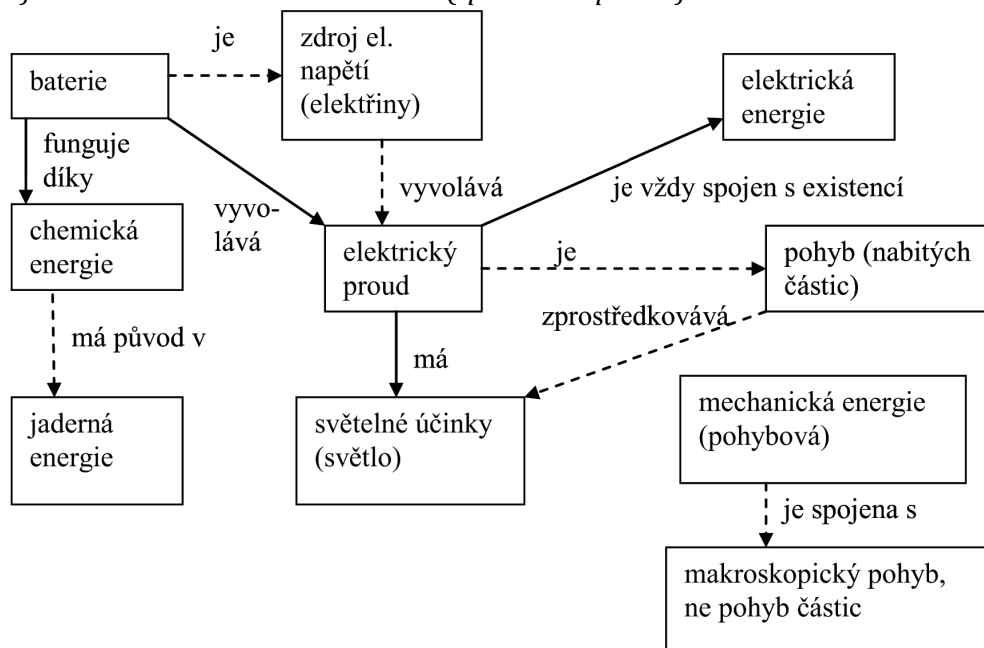 je
zdroj el.
napětí
(elektřiny)
baterie
elektrická
energie
funguje
díky
vyvolává
je vždy spojen s existencí
vyvo-
lává
chemická
energie
elektrický
proud
je
pohyb (nabitých
částic)
zprostředkovává
má původ v
má
jaderná
energie
světelné účinky
(světlo)
mechanická energie
(pohybová)
je spojena s
makroskopický pohyb,
ne pohyb částic